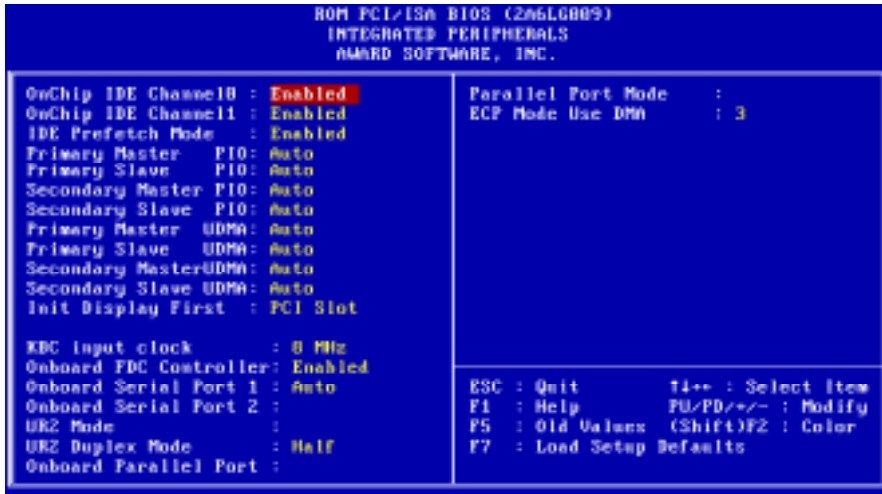 ROM PCI/ISA BIOS (2A6LG009)
INTEGRATED PERIPHERALS
AWARD SOFTWARE, INC.
OnChip IDE Channel0 : Enabled
OnChip IDE Channel1 : Enabled
IDE Prefetch Mode : Enabled
Primary Master PIO: Auto
Primary Slave PIO: Auto
Secondary Master PIO: Auto
Secondary Slave PIO: Auto
Primary Master UDMA: Auto
Primary Slave UDMA: Auto
Secondary MasterUDMA: Auto
Secondary Slave UDMA: Auto
Init Display First : PCI Slot
KBC input clock : 8 MHz
Onboard FDC Controller: Enabled
Onboard Serial Port 1 : Auto
Onboard Serial Port 2 :
UR2 Mode :
UR2 Duplex Mode : Half
Onboard Parallel Port :
Parallel Port Mode :
ECP Mode Use DMA : 3
ESC : Quit ↑↓→← : Select Item
F1 : Help PU/PD/+/- : Modify
F5 : Old Values (Shift)F2 : Color
F7 : Load Setup Defaults